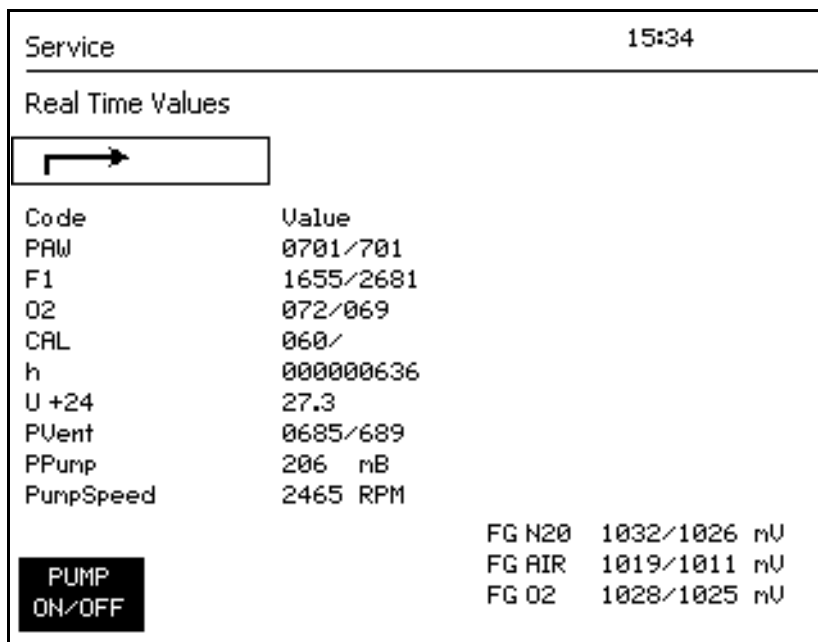 Service 15:34
Real Time Values
Code Value
PAW 0701/701
F1 1655/2681
O2 072/069
CAL 060/
h 000000636
U +24 27.3
PVent 0685/689
PPump 206 mB
PumpSpeed 2465 RPM
FG N20 1032/1026 mV
FG AIR 1019/1011 mV
FG O2 1028/1025 mV
PUMP
ON/OFF